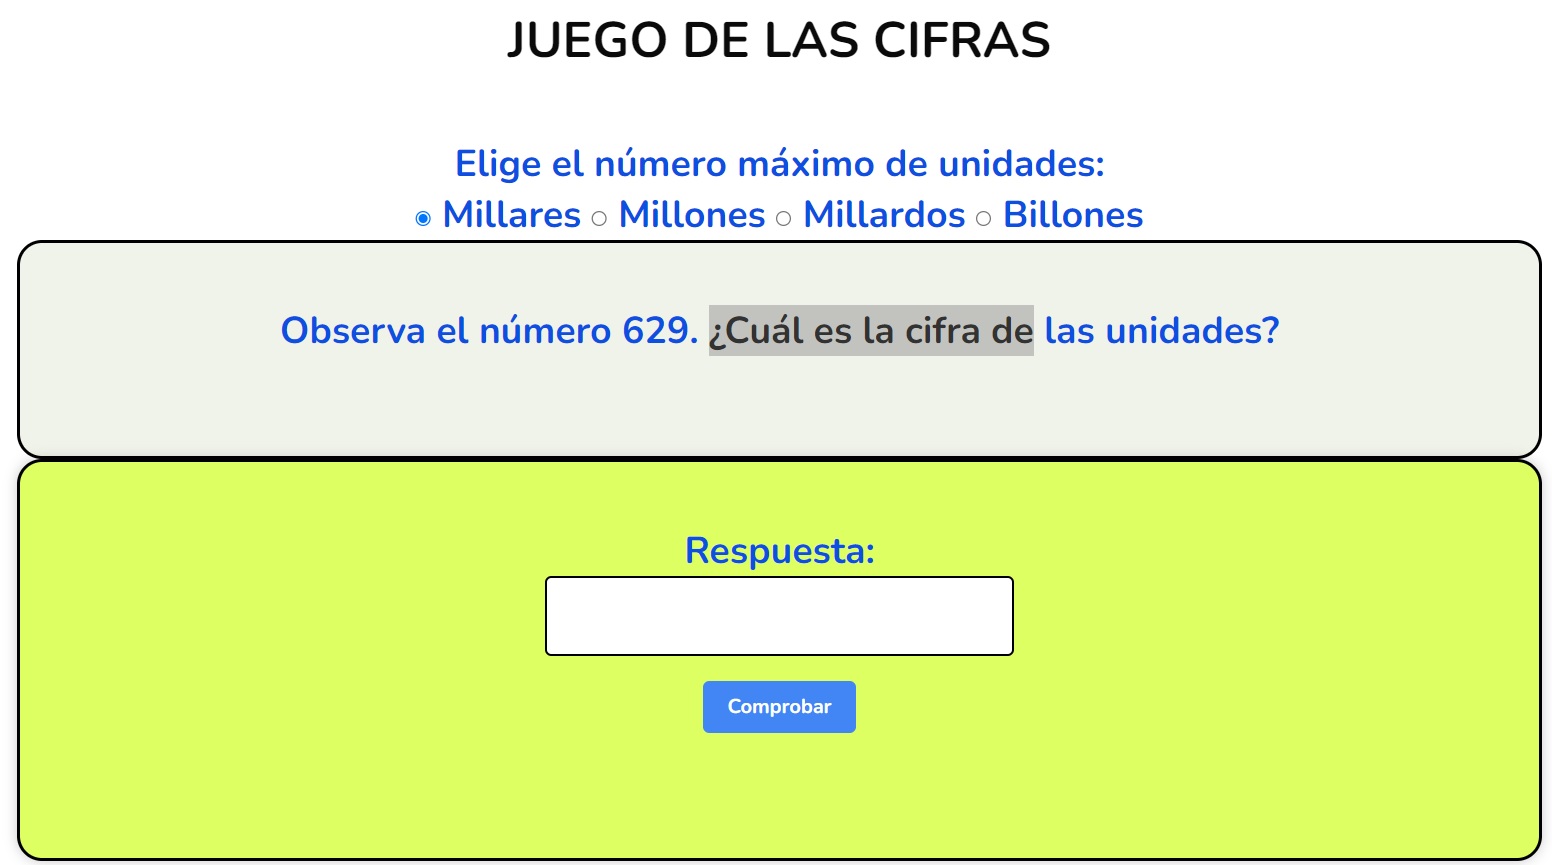 JUEGO DE LAS CIFRAS
Elige el número máximo de unidades:
Millares Millones Millardos Billones
Observa el número 629. ¿Cuál es la cifra de las unidades?
Respuesta:
Comprobar